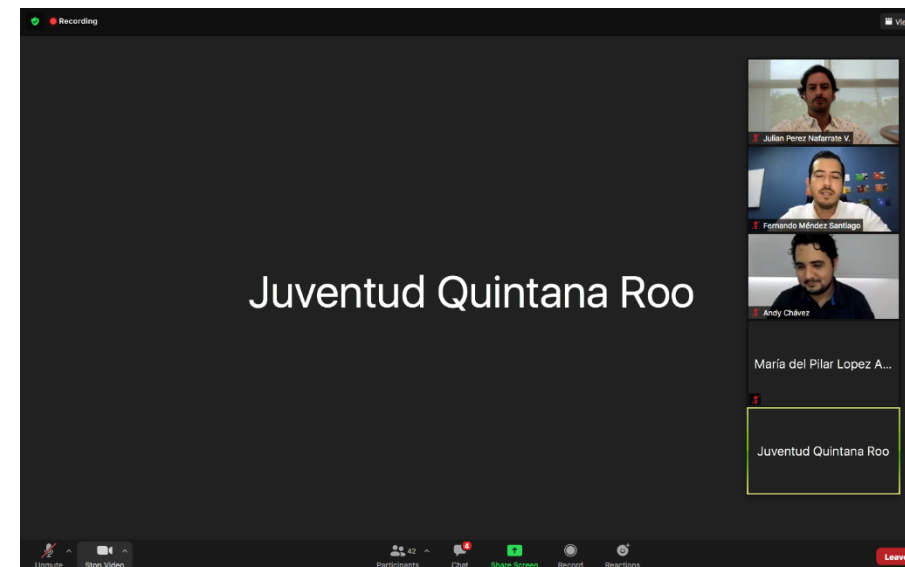 Recording
Vie
Juventud Quintana Roo
Julian Perez Nafarrate V.
Fernando Méndez Santiago
Andy Chávez
María del Pilar Lopez A...
Juventud Quintana Roo
Unmute
Stop Video
42
Participants
4
Chat
Share Screen
Record
Reactions
Leave